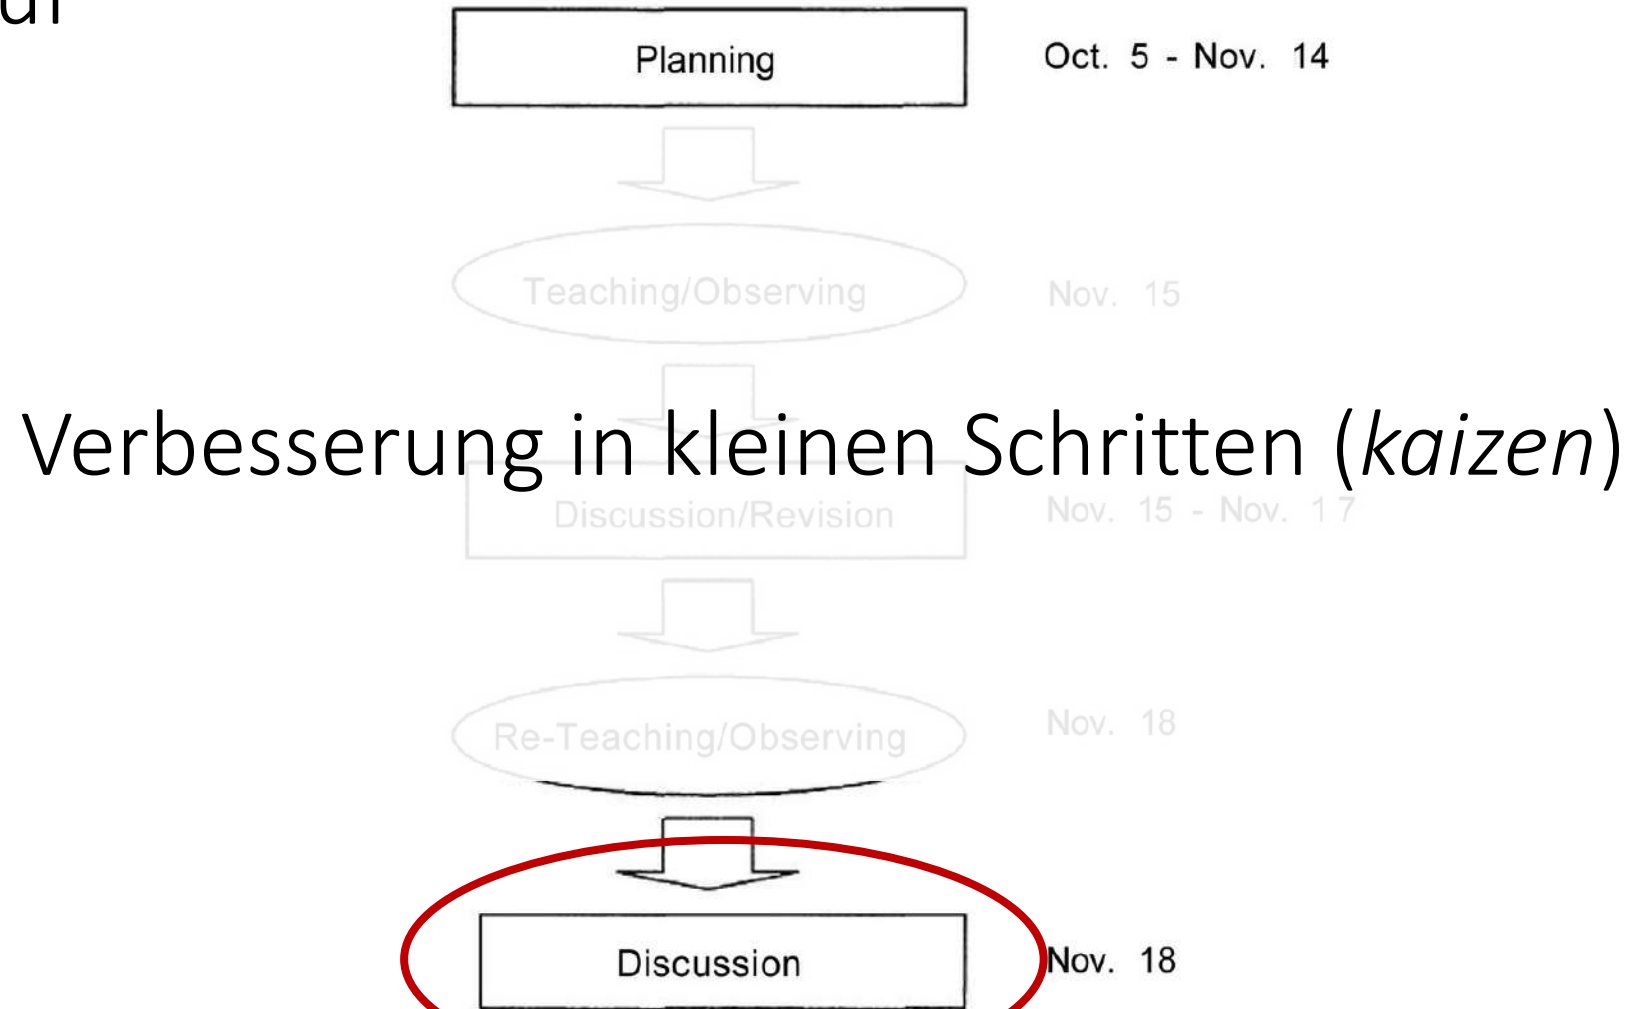 Planning Oct. 5 - Nov. 14
Teaching/Observing Nov. 15
Verbesserung in kleinen Schritten (kaizen)
Discussion/Revision Nov. 15 - Nov. 17
Re-Teaching/Observing Nov. 18
Discussion Nov. 18